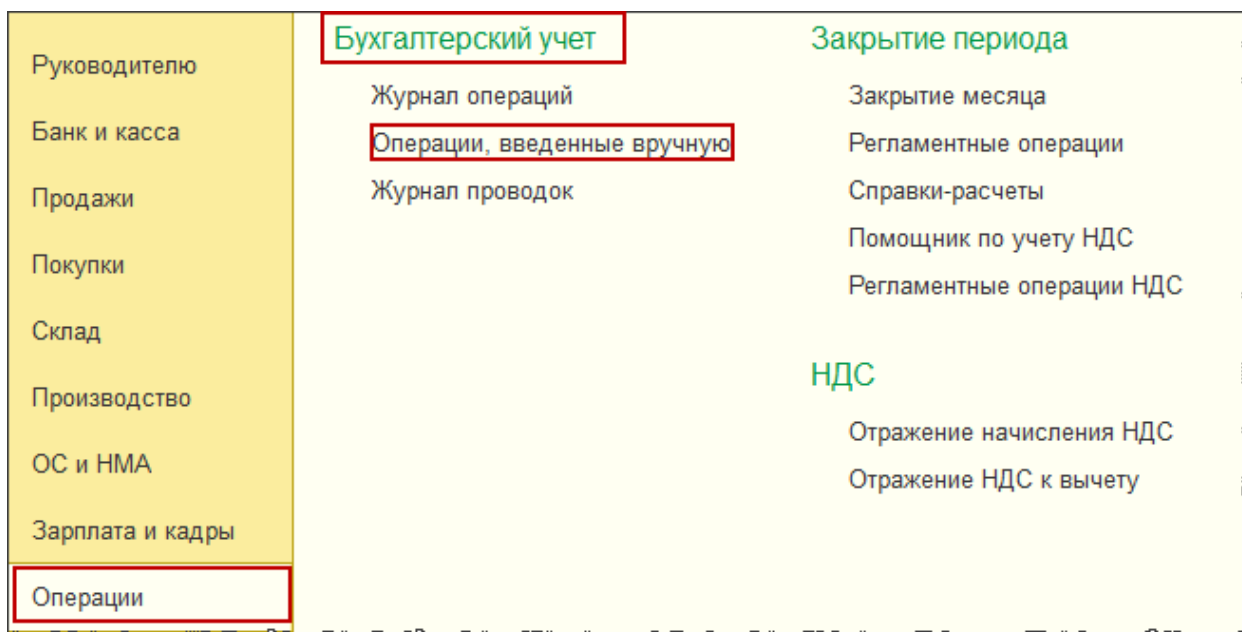 Руководителю
Банк и касса
Продажи
Покупки
Склад
Производство
ОС и НМА
Зарплата и кадры
Операции
Бухгалтерский учет
Журнал операций
Операции, введенные вручную
Журнал проводок
Закрытие периода
Закрытие месяца
Регламентные операции
Справки-расчеты
Помощник по учету НДС
Регламентные операции НДС
НДС
Отражение начисления НДС
Отражение НДС к вычету